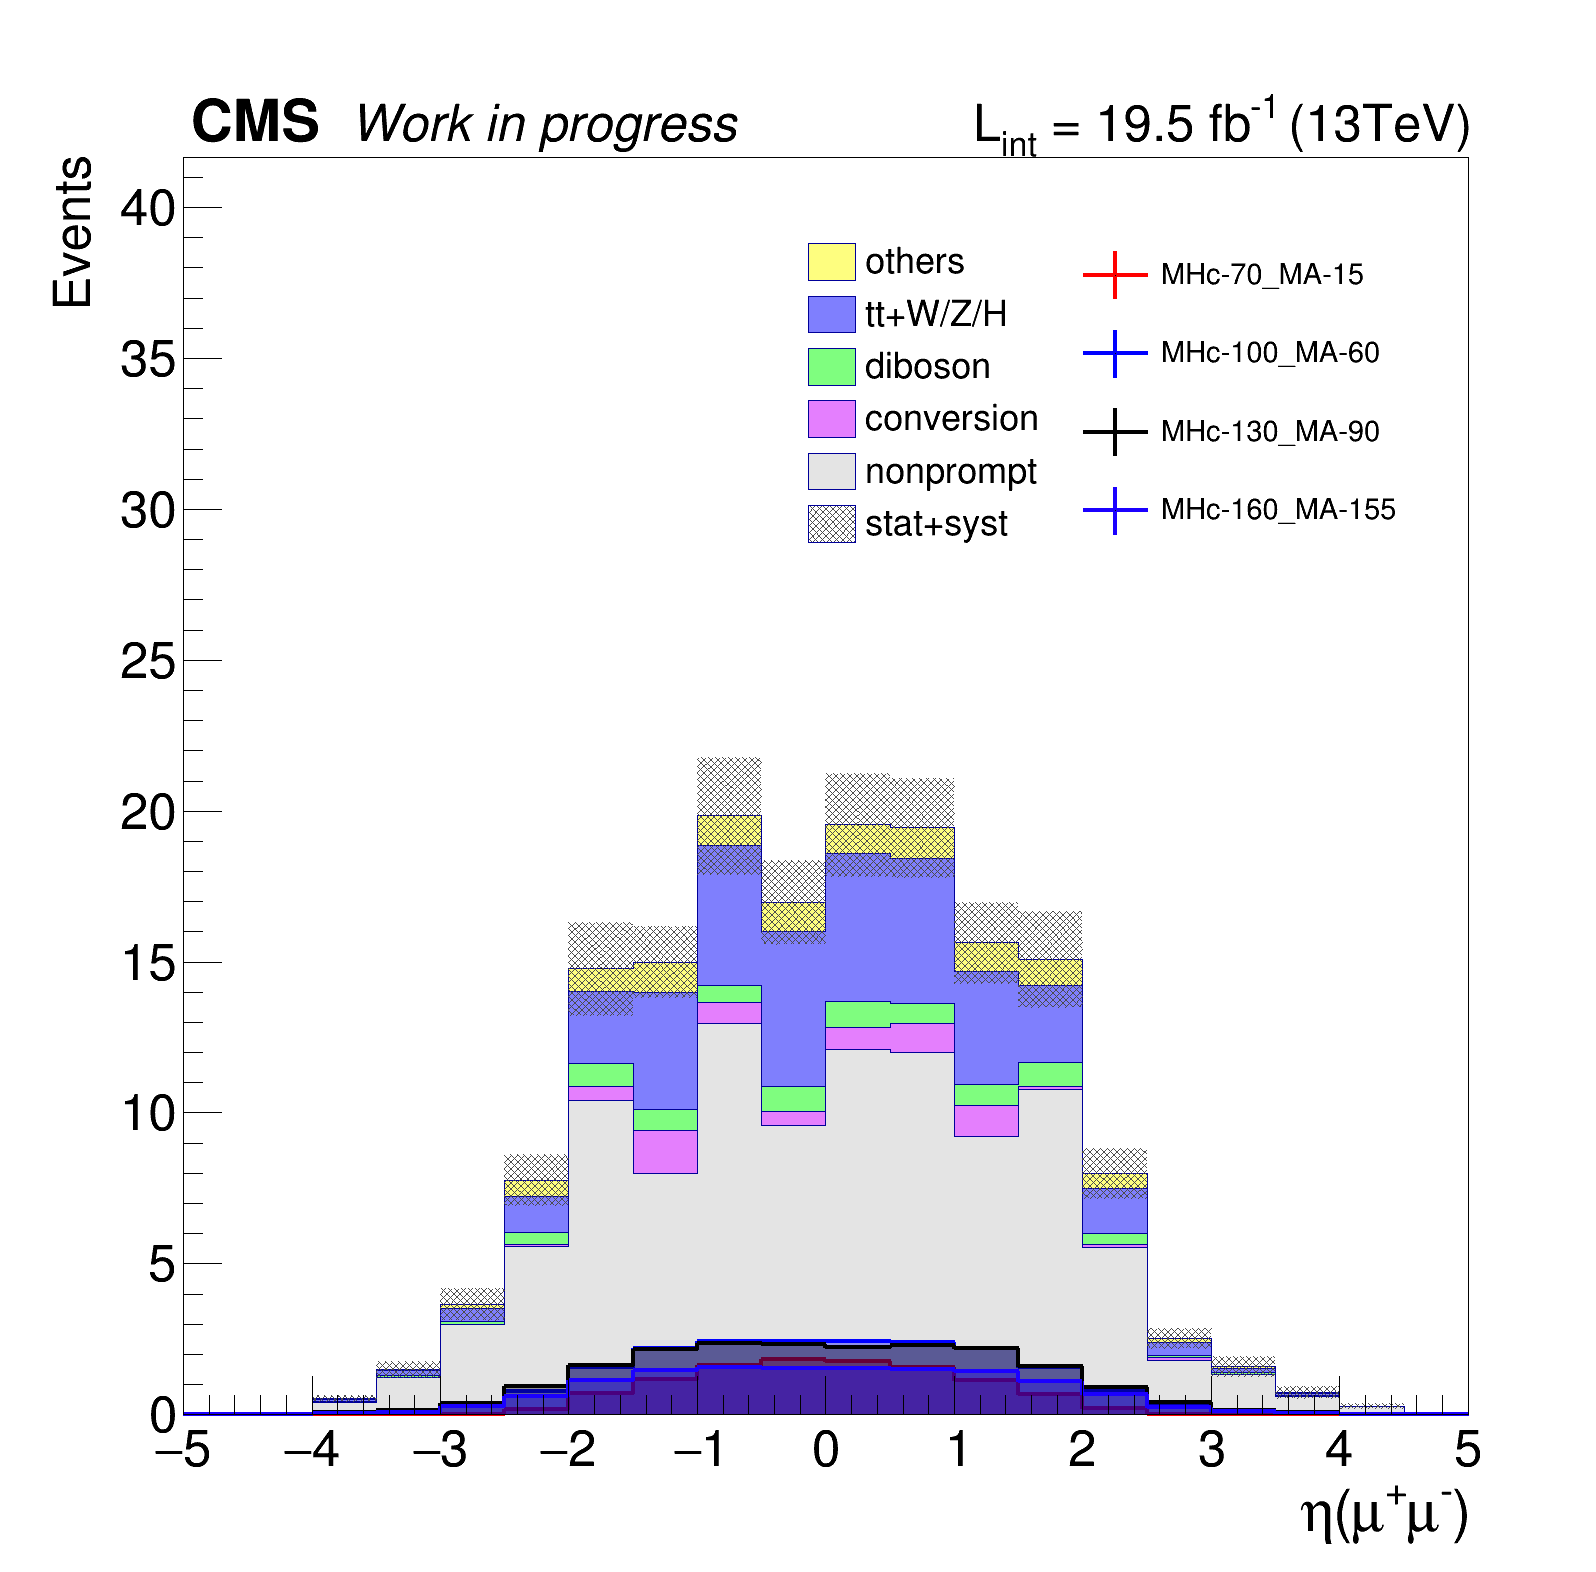 CMS Work in progress
L_int = 19.5 fb^-1 (13TeV)
Events
40
35
30
25
20
15
10
5
0
others
tt+W/Z/H
diboson
conversion
nonprompt
stat+syst
MHc-70_MA-15
MHc-100_MA-60
MHc-130_MA-90
MHc-160_MA-155
−5 −4 −3 −2 −1 0 1 2 3 4 5
η(μ⁺μ⁻)